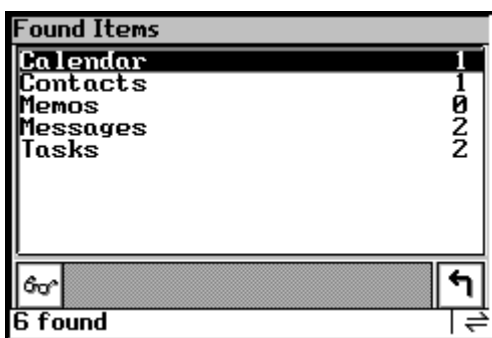 Found Items
Calendar 1
Contacts 1
Memos 0
Messages 2
Tasks 2
6 found